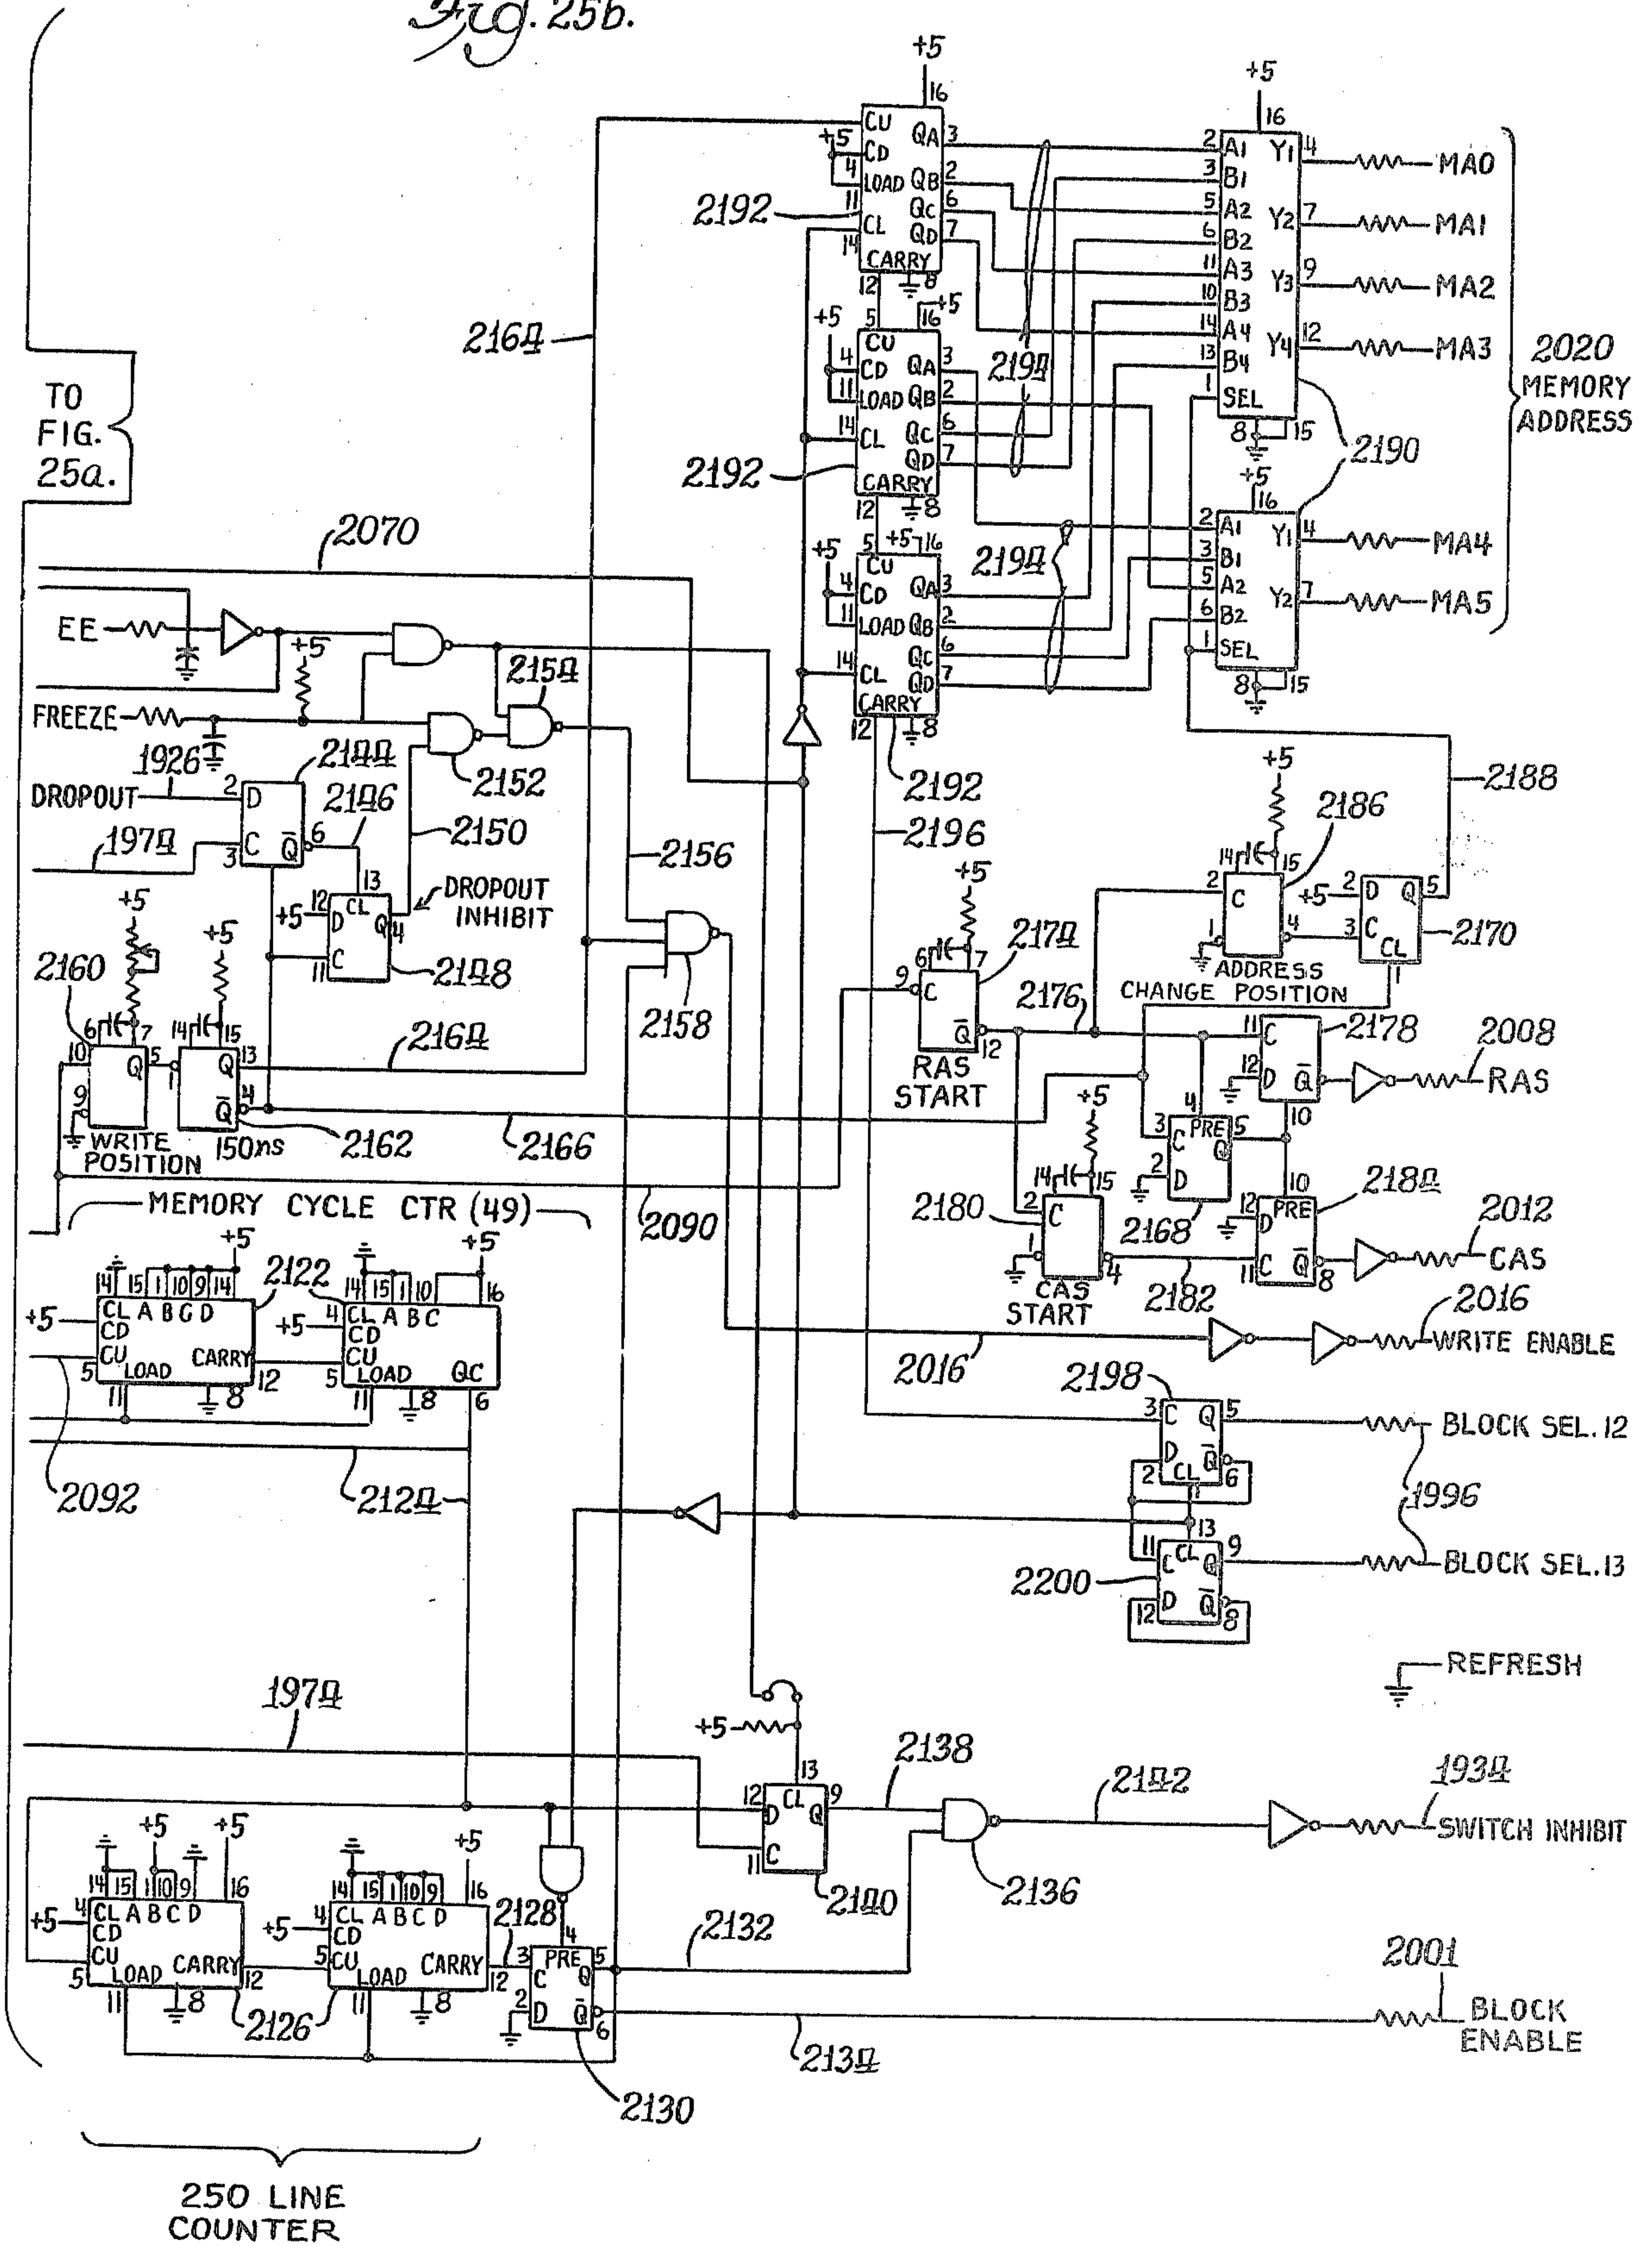 Fig. 25b.
TO
FIG.
25a.
+5
16
CU QA 3
+5
CD
4
LOAD QB 2
11
QC 6
CL QD 7
14
CARRY
12 8
2192
+5
16
5
CU
+5
4 CD QA 3
11 LOAD QB 2
14 CL QC 6
QD 7
CARRY
12 8
2192
5 +5 16
CU
+5
4 CD QA 3
11 LOAD QB 2
QC 6
14 CL QD 7
CARRY
12 8
2192
2194
2194
2196
+5
16
2 A1 Y1 4 MA0
3 B1
5 A2 Y2 7 MA1
6 B2
11 A3 Y3 9 MA2
10 B3
14 A4 Y4 12 MA3
13 B4
1 SEL
8 15
2190
+5
16
2 A1 Y1 4 MA4
3 B1
5 A2 Y2 7 MA5
6 B2
1 SEL
8 15
2020
MEMORY
ADDRESS
2164
2070
EE
+5
FREEZE
2154
2152
1926
2144
DROPOUT 2 D
2146
1974
3 C Q̄ 6
2150
13
12 CL
+5 D Q 4
11 C
DROPOUT
INHIBIT
2148
2156
2158
+5
+5
2160
6 7
14 15
10 Q 5
9
1 Q 13
Q̄ 4
2164
WRITE
POSITION
150ns
2162
2166
2090
+5
6 7
2174
9 C
Q̄ 12
RAS
START
2176
+5
2186
14 15
2 C
1 4
ADDRESS
CHANGE POSITION
+5 2 D Q 5
3 C
CL
1
2170
2188
11 C
12 D Q̄
10
2178
2008
RAS
4
3 PRE 5
C Q
2 D
2168
+5
14 15
2180
2 C
1
4
CAS
START
2182
10
12 PRE
D
C Q̄ 8
11
2184
2012
CAS
2016
2016
WRITE ENABLE
MEMORY CYCLE CTR (49)
+5
14 15 1 10 9 14
CL A B C D
+5 CD
5 CU CARRY 12
LOAD
11 8
2122
+5
14 15 1 10 16
4 CL A B C
+5 CD
5 CU
LOAD QC
11 8 6
2092
2124
2198
3 C Q 5
D Q̄
2 CL 6
1
BLOCK SEL.12
1996
13
11 CL 9
C Q
12 D Q̄ 8
2200
BLOCK SEL.13
REFRESH
1974
+5
13
12 CL 9
D Q
11 C
2140
2138
2136
2142
1934
SWITCH INHIBIT
+5 +5
14 15 1 10 9 16
4 CL A B C D
+5 CD
CU CARRY
5 LOAD 12
11 8
2126
+5
14 15 1 10 9 16
4 CL A B C D
+5 CD
5 CU CARRY
LOAD 12
11 8
2128
4
3 PRE 5
C Q
2 D Q̄ 6
2130
2132
2134
2001
BLOCK
ENABLE
250 LINE
COUNTER